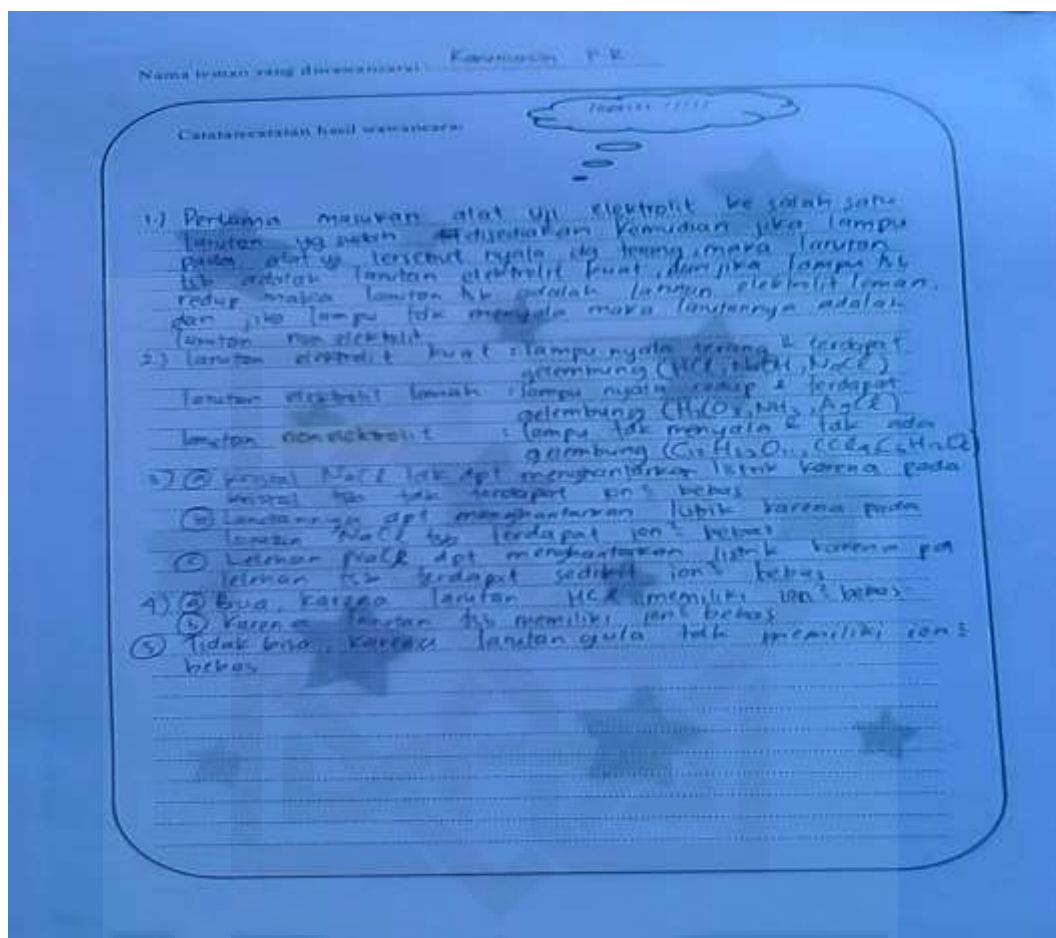 Nama teman yang diwawancarai : P R
Catatan-catatan hasil wawancara:
1.) Pertama masukan alat uji elektrolit ke salah satu
larutan yg sudah disediakan kemudian jika lampu
pada alat uji tersebut nyala dg terang, maka larutan
tsb adalah larutan elektrolit kuat, dan jika lampu tsb
redup maka larutan tsb adalah larutan elektrolit lemah.
dan jika lampu tdk menyala maka larutannya adalah
larutan non elektrolit
2.) larutan elektrolit kuat : lampu nyala terang & terdapat
gelembung (HCl, NaOH, NaCl)
larutan elektrolit lemah : lampu nyala redup & terdapat
gelembung (H2CO3, NH3, AgCl)
larutan non elektrolit : lampu tdk menyala & tdk ada
gelembung
3) a kristal NaCl tdk dpt menghantarkan listrik karena pada
kristal tsb tdk terdapat ion² bebas
b Larutannya dpt menghantarkan listrik karena pada
larutan NaCl tsb terdapat ion² bebas
c Lelehan dpt menghantarkan listrik karena pd
lelehan tsb terdapat sedikit ion² bebas
4) a Bisa, karena larutan HCl memiliki ion² bebas
b karena larutan tsb memiliki ion² bebas
5 Tidak bisa, karena larutan gula tdk memiliki ion²
bebas